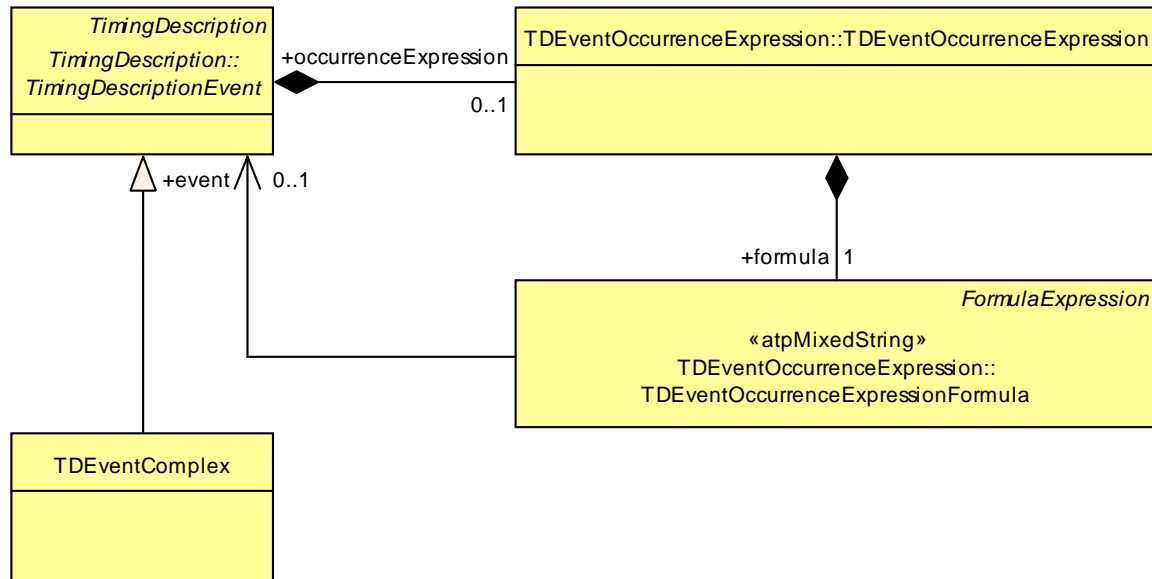 TimingDescription
TimingDescription::
TimingDescriptionEvent
+occurrenceExpression
0..1
TDEventOccurrenceExpression::TDEventOccurrenceExpression
+event
0..1
+formula
1
FormulaExpression
«atpMixedString»
TDEventOccurrenceExpression::
TDEventOccurrenceExpressionFormula
TDEventComplex